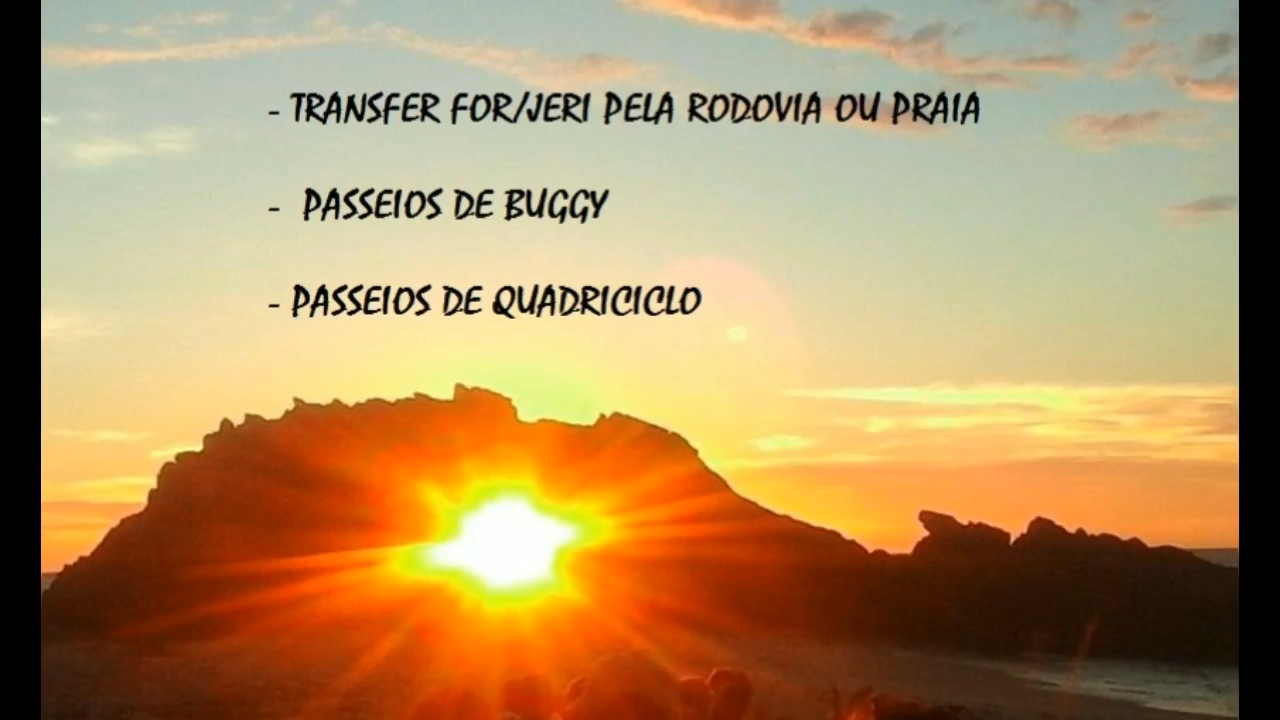 - TRANSFER FOR/JERI PELA RODOVIA OU PRAIA
- PASSEIOS DE BUGGY
- PASSEIOS DE QUADRICICLO